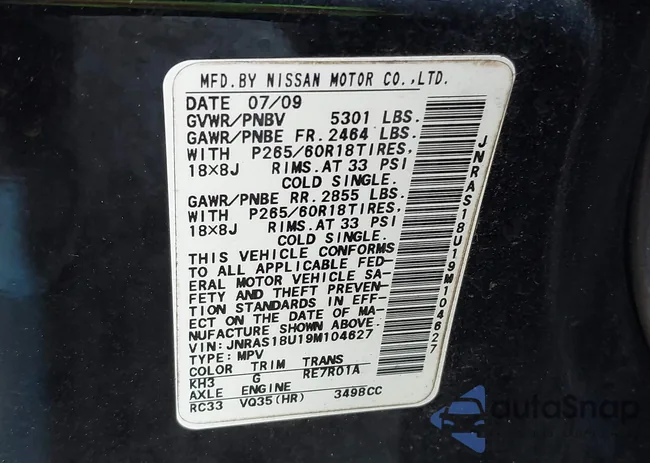 MFD.BY NISSAN MOTOR CO.,LTD.
DATE 07/09
GVWR/PNBV 5301 LBS.
GAWR/PNBE FR.2464 LBS.
WITH P265/60R18TIRES,
18×8J RIMS.AT 33 PSI
COLD SINGLE.
GAWR/PNBE RR.2855 LBS.
WITH P265/60R18TIRES.
18×8J RIMS.AT 33 PSI
COLD SINGLE.
THIS VEHICLE CONFORMS
TO ALL APPLICABLE FED-
ERAL MOTOR VEHICLE SA-
FETY AND THEFT PREVEN-
TION STANDARDS IN EFF-
ECT ON THE DATE OF MA-
NUFACTURE SHOWN ABOVE.
VIN:JNRAS18U19M104627
TYPE:MPV
COLOR TRIM TRANS
KH3 G RE7R01A
AXLE ENGINE
RC33 VQ35(HR) 3498CC
JNRAS18U19M104627
autoSnap